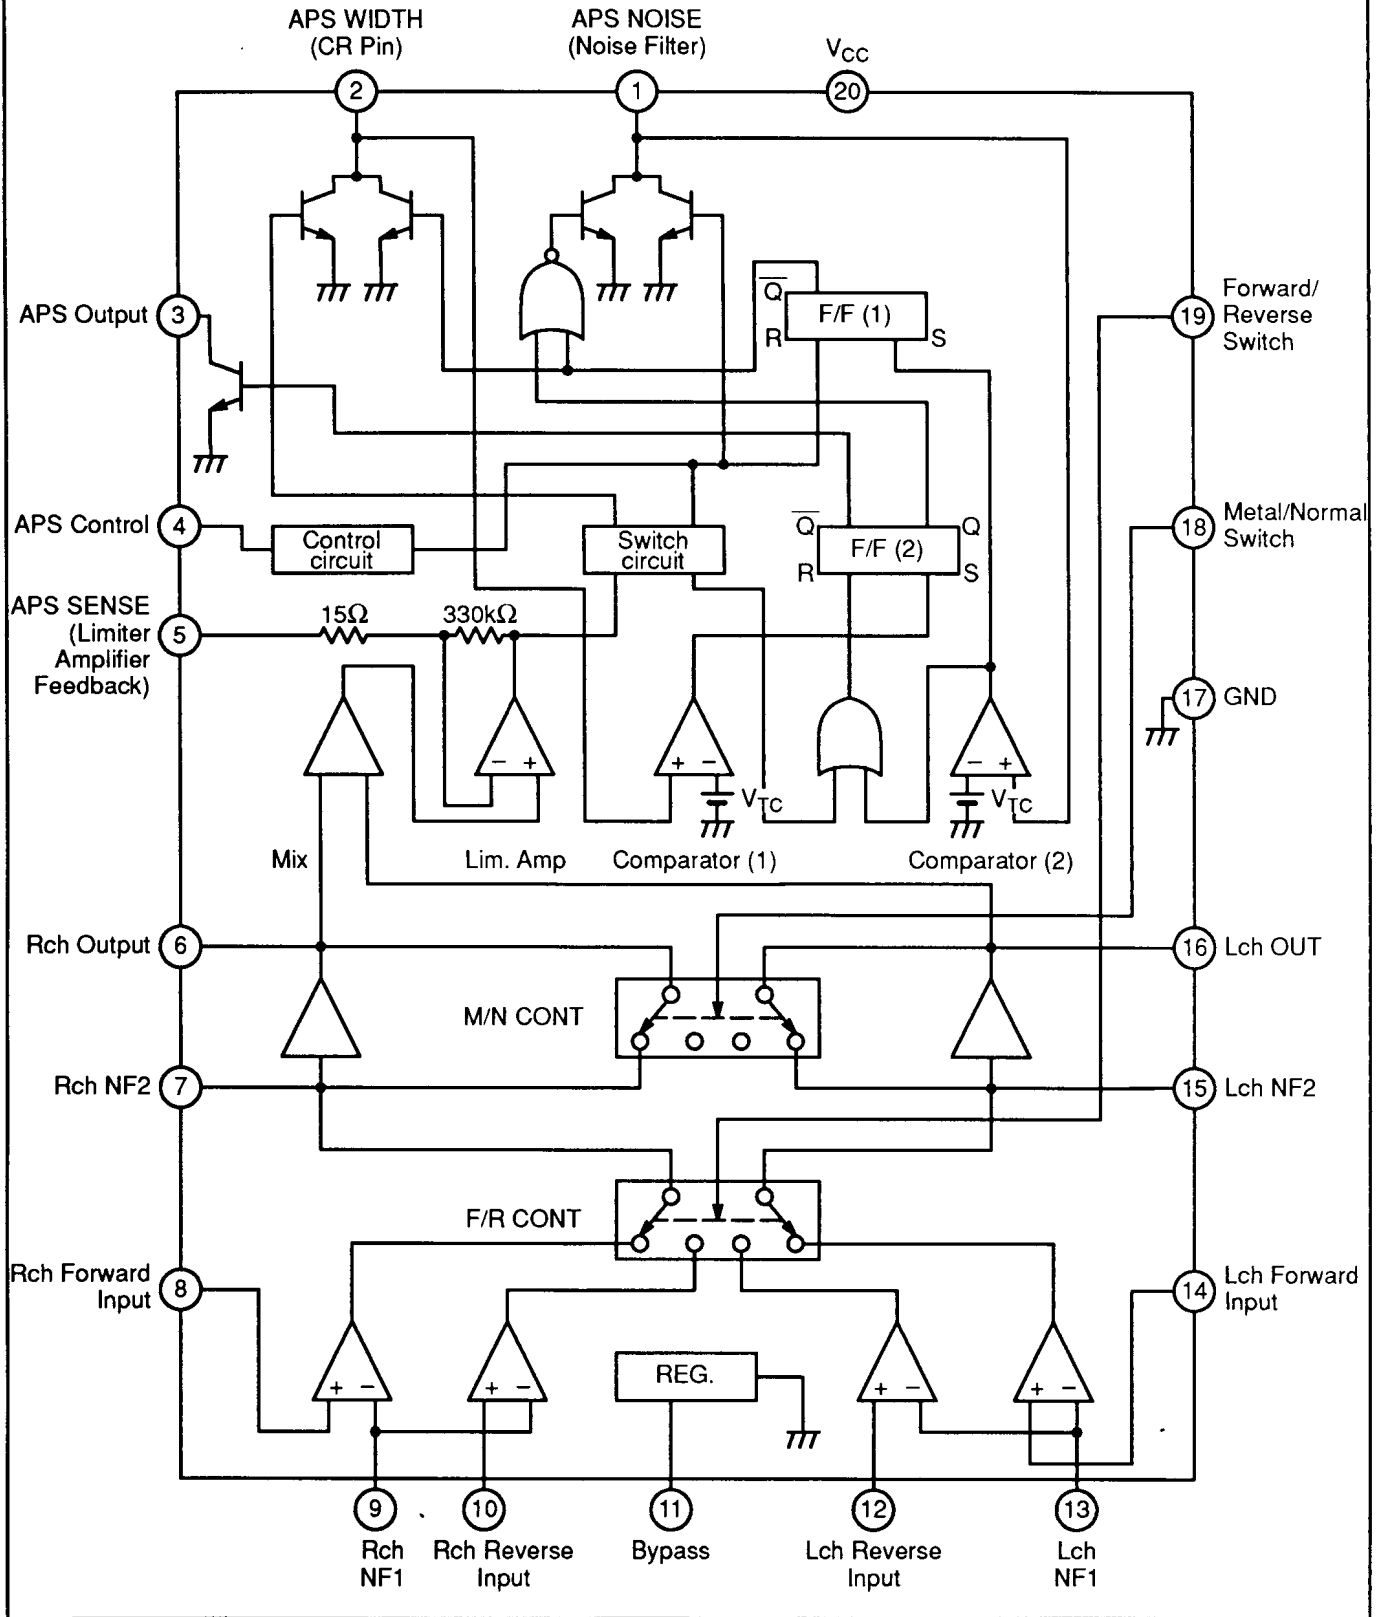 APS WIDTH
(CR Pin)
APS NOISE
(Noise Filter)
VCC
2
1
20
APS Output
3
Q
F/F (1)
R
S
19
Forward/
Reverse
Switch
APS Control
4
Control
circuit
Switch
circuit
Q
Q
F/F (2)
R
S
18
Metal/Normal
Switch
APS SENSE
(Limiter
Amplifier
Feedback)
5
15Ω
330kΩ
17
GND
− +
+ −
− +
VTC
VTC
Mix
Lim. Amp
Comparator (1)
Comparator (2)
Rch Output
6
16
Lch OUT
M/N CONT
Rch NF2
7
15
Lch NF2
F/R CONT
Rch Forward
Input
8
14
Lch Forward
Input
+ −
+ −
REG.
+ −
+ −
9
10
11
12
13
Rch
NF1
Rch Reverse
Input
Bypass
Lch Reverse
Input
Lch
NF1